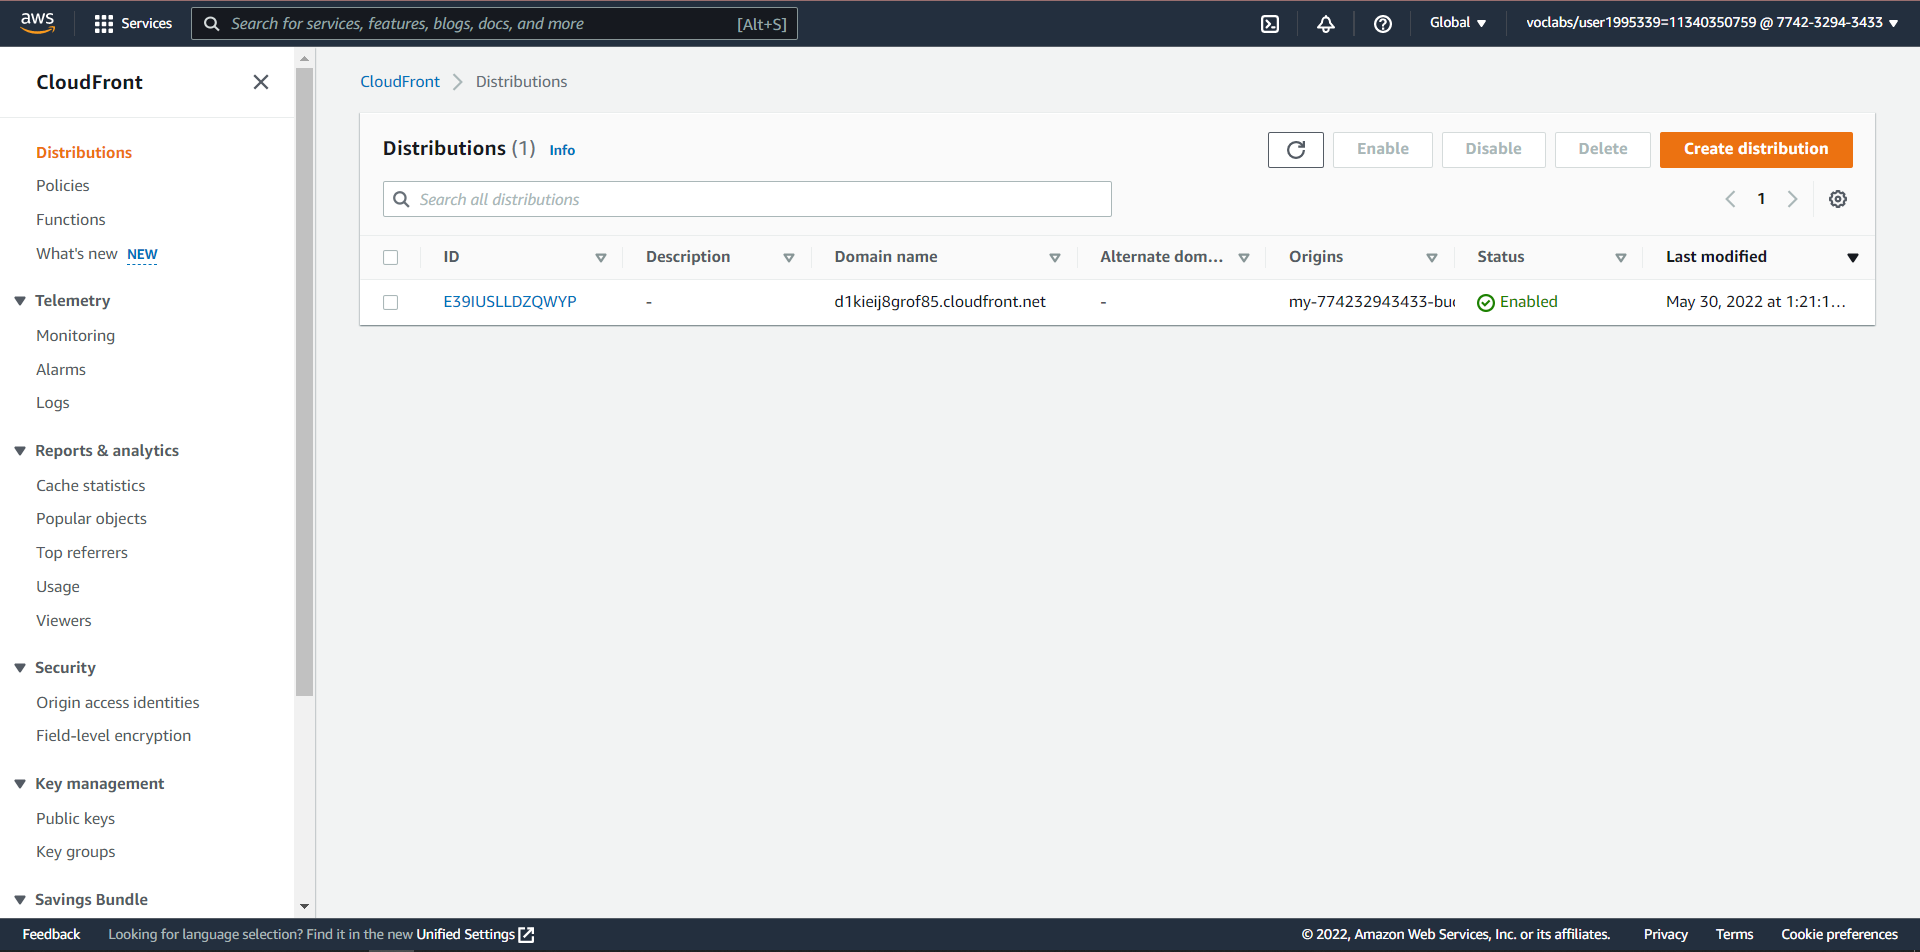 aws Services Search for services, features, blogs, docs, and more [Alt+S] Global voclabs/user1995339=11340350759 @ 7742-3294-3433
CloudFront
Distributions
Policies
Functions
What's new NEW
Telemetry
Monitoring
Alarms
Logs
Reports & analytics
Cache statistics
Popular objects
Top referrers
Usage
Viewers
Security
Origin access identities
Field-level encryption
Key management
Public keys
Key groups
Savings Bundle
CloudFront Distributions
Distributions (1) Info Enable Disable Delete Create distribution
Search all distributions 1
ID Description Domain name Alternate dom... Origins Status Last modified
E39IUSLLDZQWYP - d1kieij8grof85.cloudfront.net - my-774232943433-buc Enabled May 30, 2022 at 1:21:1...
Feedback Looking for language selection? Find it in the new Unified Settings © 2022, Amazon Web Services, Inc. or its affiliates. Privacy Terms Cookie preferences